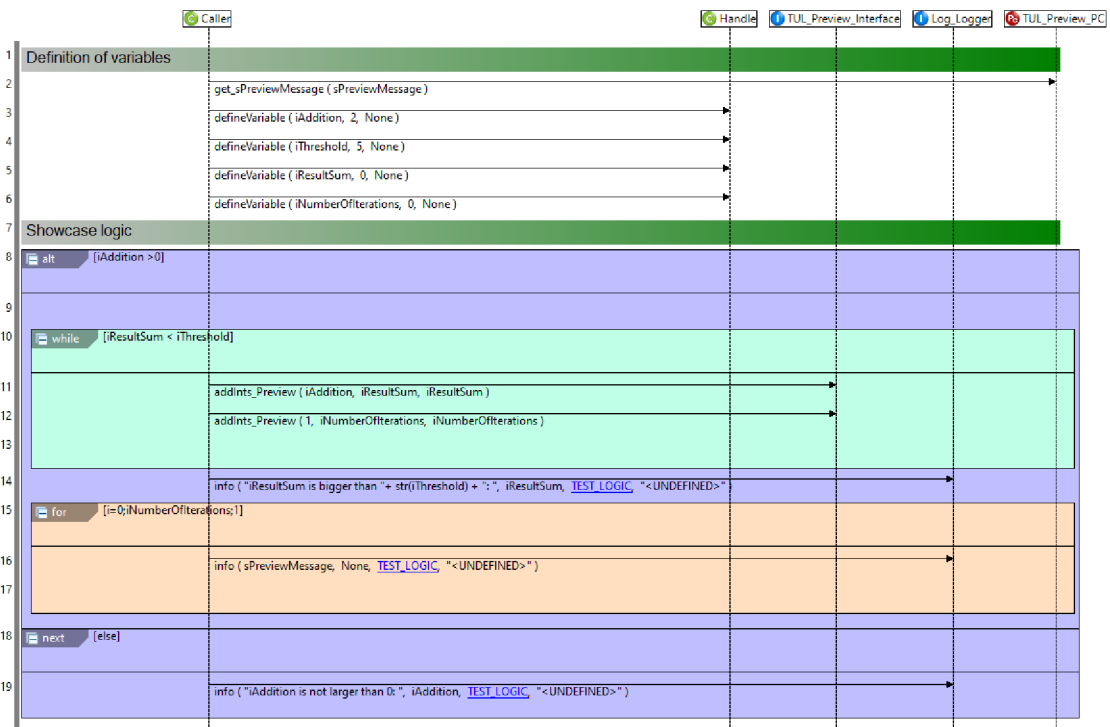 C Caller C Handle I TUL_Preview_Interface I Log_Logger Pc TUL_Preview_PC
1 Definition of variables
2 get_sPreviewMessage ( sPreviewMessage )
3 defineVariable ( iAddition, 2, None )
4 defineVariable ( iThreshold, 5, None )
5 defineVariable ( iResultSum, 0, None )
6 defineVariable ( iNumberOfIterations, 0, None )
7 Showcase logic
8 alt [iAddition >0]
9
10 while [iResultSum < iThreshold]
11 addInts_Preview ( iAddition, iResultSum, iResultSum )
12 addInts_Preview ( 1, iNumberOfIterations, iNumberOfIterations )
13
14 info ( "iResultSum is bigger than "+ str(iThreshold) + ": ", iResultSum, TEST_LOGIC, "<UNDEFINED>" )
15 for [i=0;iNumberOfIterations;1]
16 info ( sPreviewMessage, None, TEST_LOGIC, "<UNDEFINED>" )
17
18 next [else]
19 info ( "iAddition is not larger than 0: ", iAddition, TEST_LOGIC, "<UNDEFINED>" )